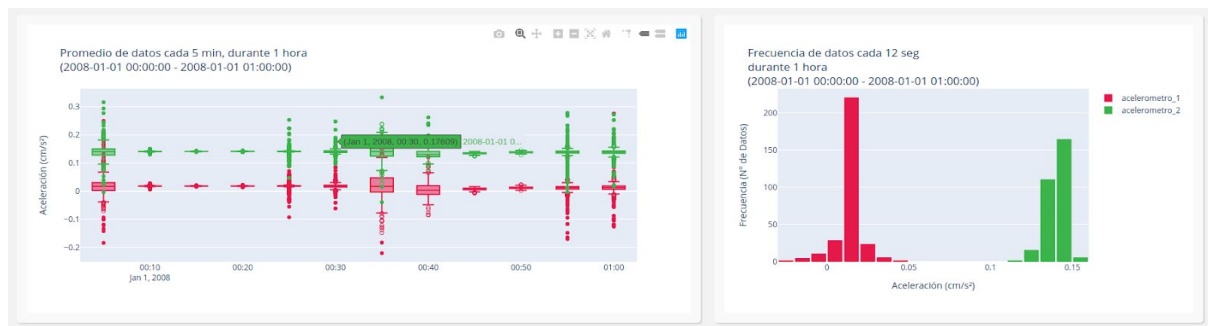 Promedio de datos cada 5 min, durante 1 hora
(2008-01-01 00:00:00 - 2008-01-01 01:00:00)
Aceleración (cm/s²)
0.3
0.2
0.1
0
−0.1
−0.2
(Jan 1, 2008, 00:30, 0.17809)
2008-01-01 0...
00:10
00:20
00:30
00:40
00:50
01:00
Jan 1, 2008
Frecuencia de datos cada 12 seg
durante 1 hora
(2008-01-01 00:00:00 - 2008-01-01 01:00:00)
Frecuencia (N° de Datos)
200
150
100
50
0
0
0.05
0.1
0.15
Aceleración (cm/s²)
acelerometro_1
acelerometro_2